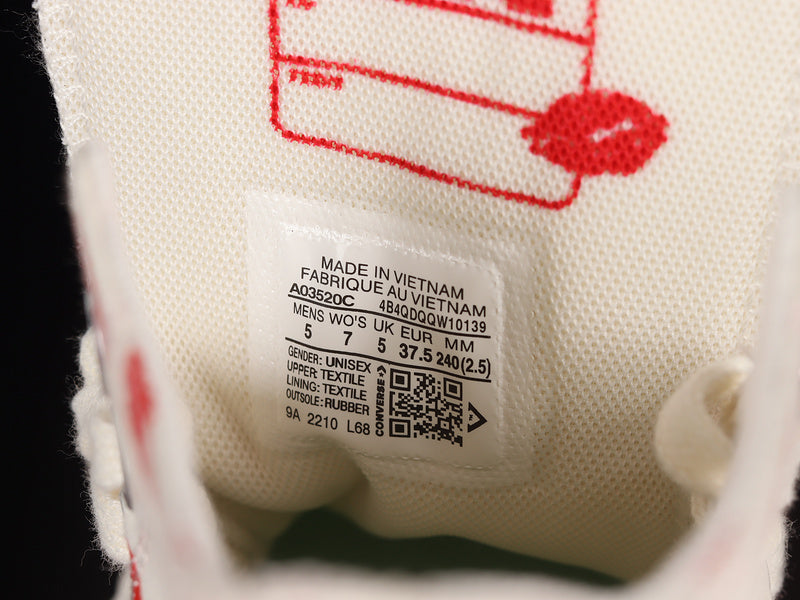 MADE IN VIETNAM
FABRIQUE AU VIETNAM
A03520C 4B4QDQQW10139
MENS WO'S UK EUR MM
5 7 5 37.5 240(2.5)
GENDER: UNISEX
UPPER: TEXTILE
LINING: TEXTILE
OUTSOLE: RUBBER
9A 2210 L68
CONVERSE